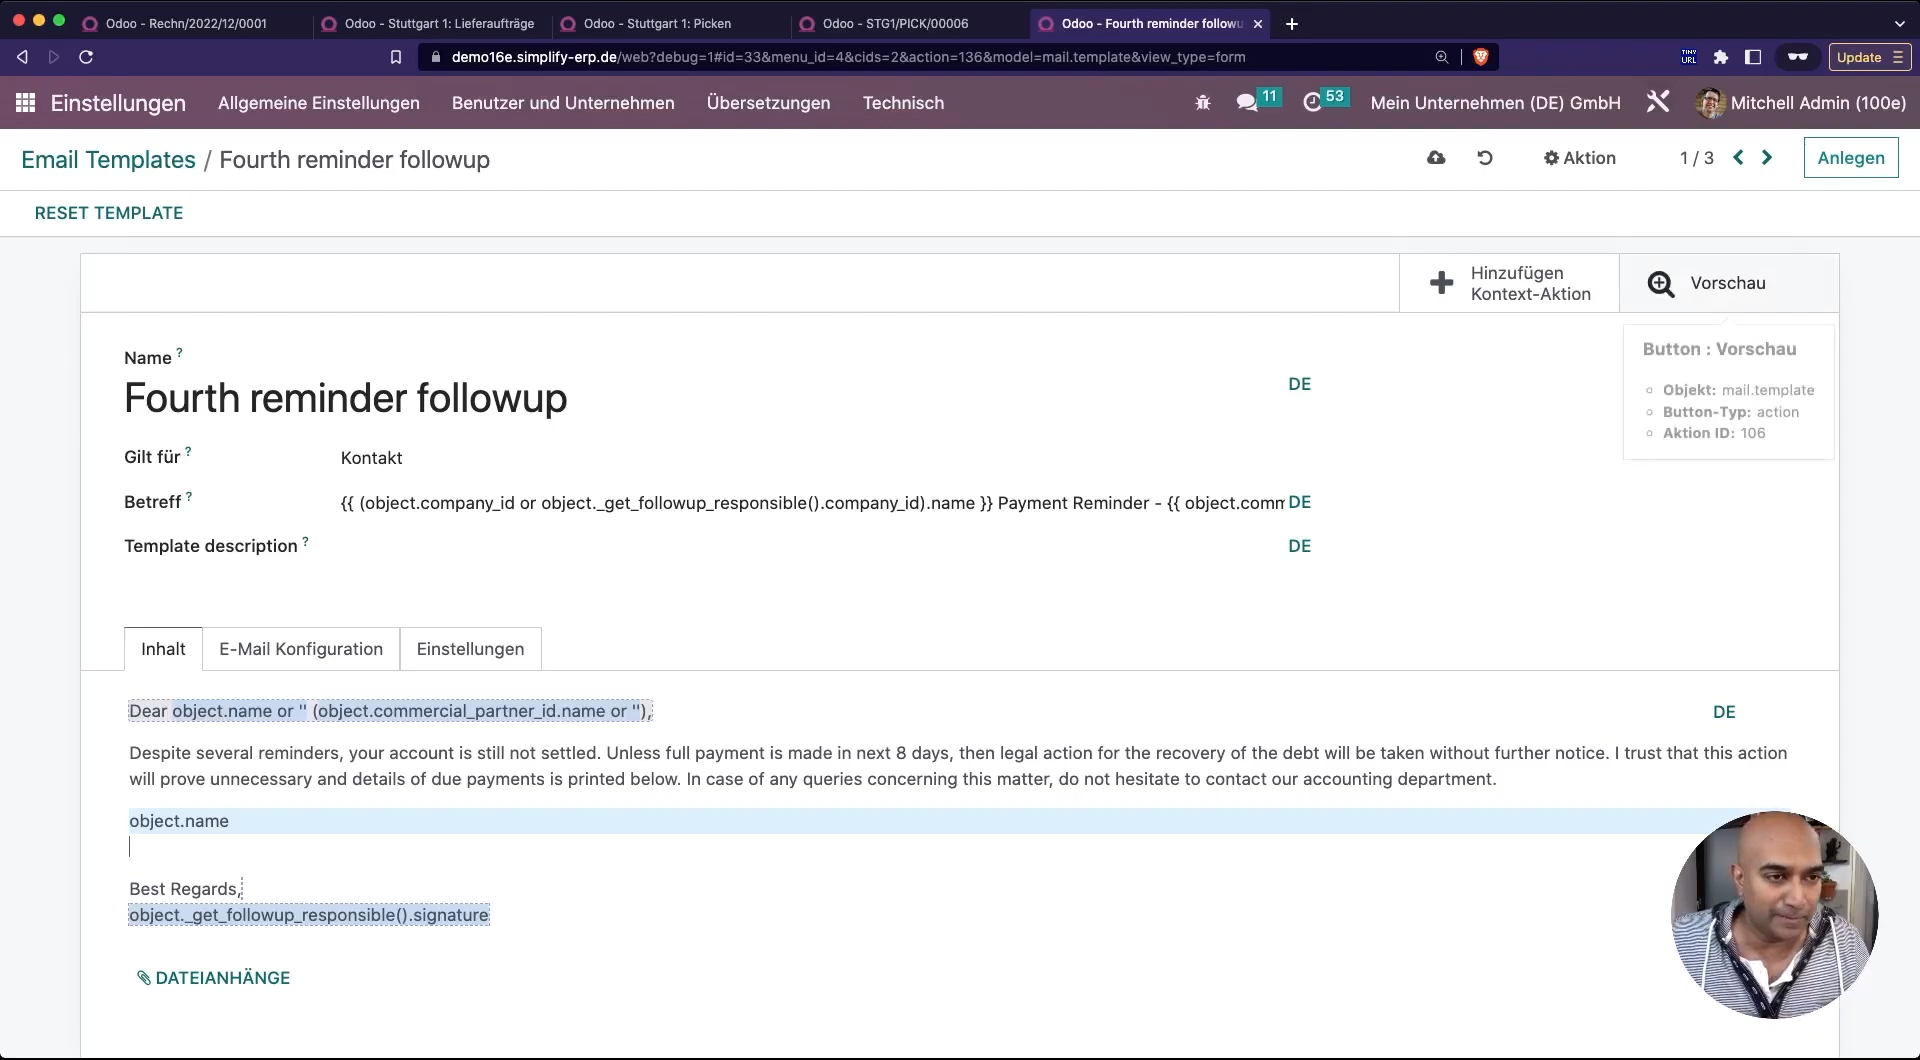 Odoo - Rechn/2022/12/0001
Odoo - Stuttgart 1: Lieferaufträge
Odoo - Stuttgart 1: Picken
Odoo - STG1/PICK/00006
Odoo - Fourth reminder followu
demo16e.simplify-erp.de/web?debug=1#id=33&menu_id=4&cids=2&action=136&model=mail.template&view_type=form
TINY URL
Update
Einstellungen
Allgemeine Einstellungen
Benutzer und Unternehmen
Übersetzungen
Technisch
11
53
Mein Unternehmen (DE) GmbH
Mitchell Admin (100e)
Email Templates / Fourth reminder followup
Aktion
1 / 3
Anlegen
RESET TEMPLATE
Hinzufügen
Kontext-Aktion
Vorschau
Button : Vorschau
Objekt: mail.template
Button-Typ: action
Aktion ID: 106
Name ?
Fourth reminder followup
DE
Gilt für ?
Kontakt
Betreff ?
{{ (object.company_id or object._get_followup_responsible().company_id).name }} Payment Reminder - {{ object.comm
DE
Template description ?
DE
Inhalt
E-Mail Konfiguration
Einstellungen
Dear object.name or '' (object.commercial_partner_id.name or ''),
DE
Despite several reminders, your account is still not settled. Unless full payment is made in next 8 days, then legal action for the recovery of the debt will be taken without further notice. I trust that this action
will prove unnecessary and details of due payments is printed below. In case of any queries concerning this matter, do not hesitate to contact our accounting department.
object.name
Best Regards,
object._get_followup_responsible().signature
DATEIANHÄNGE